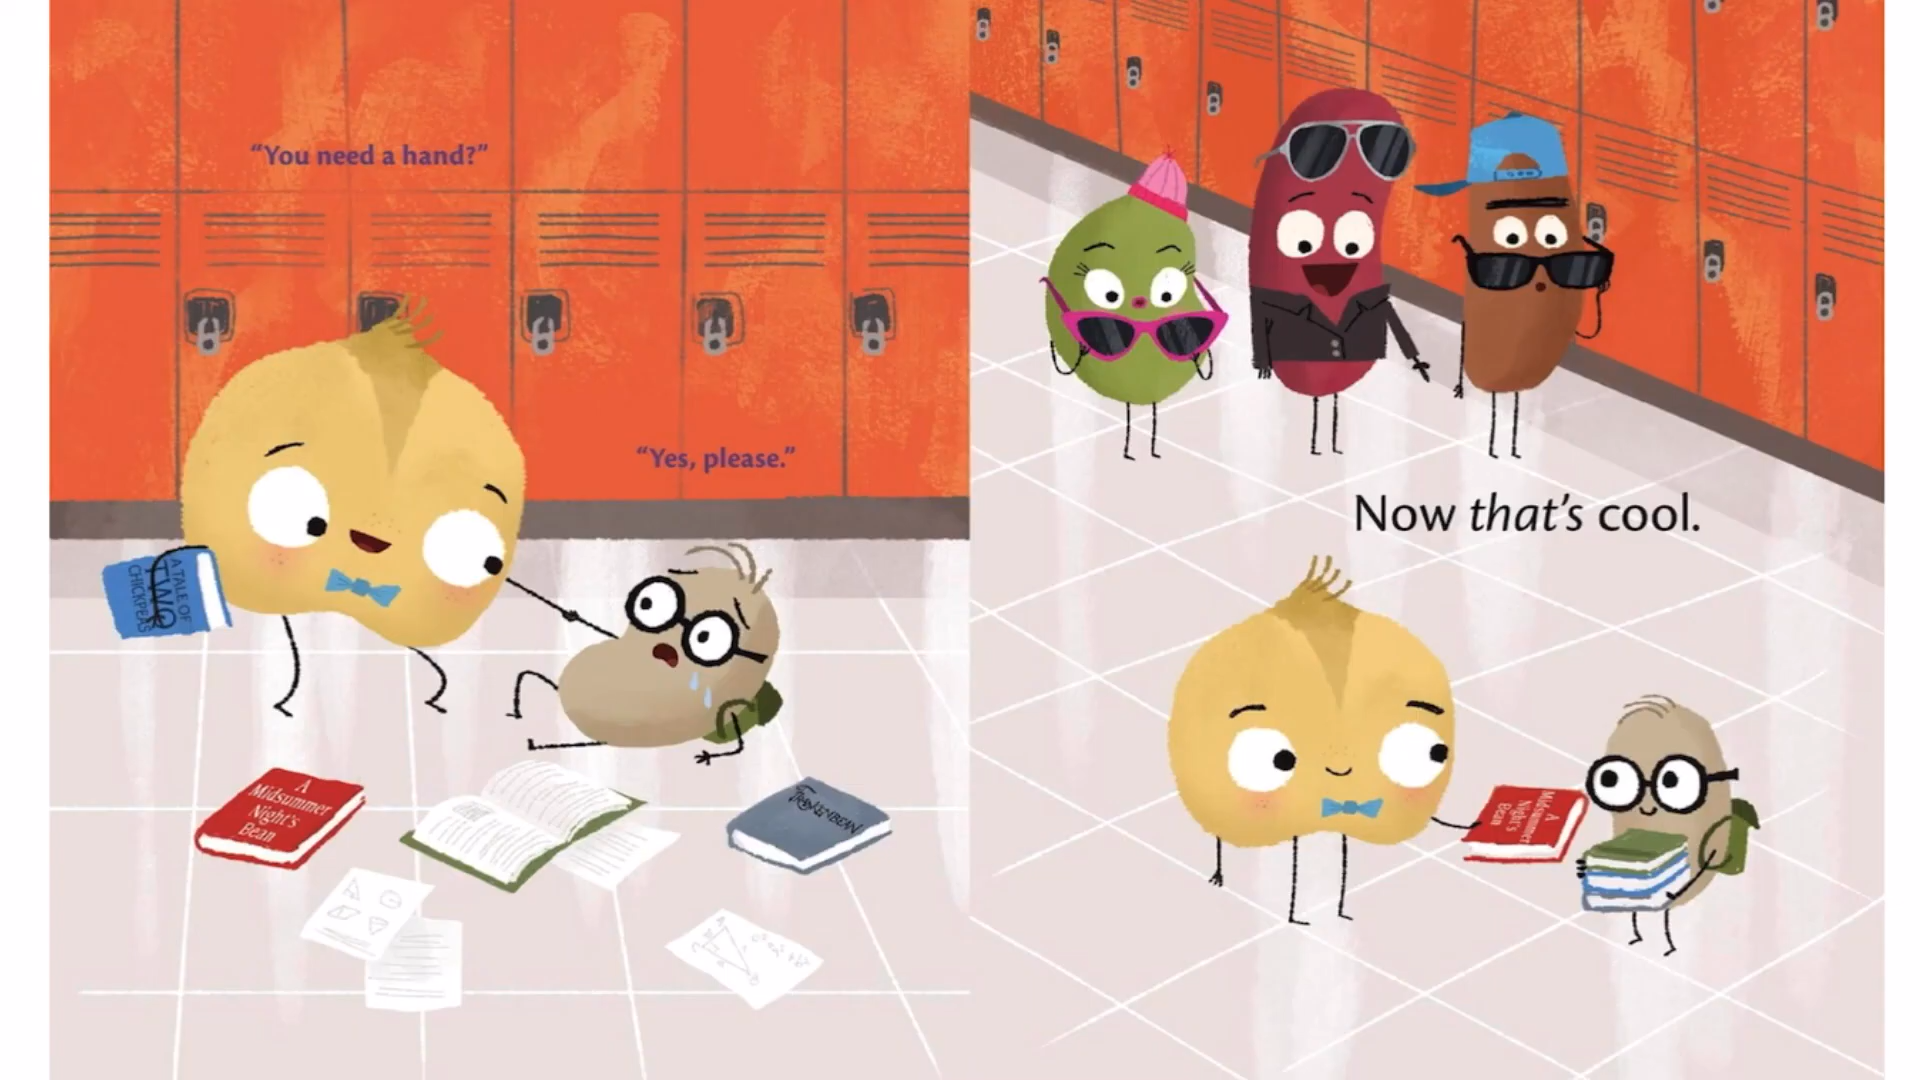 “You need a hand?”
“Yes, please.”
A TALE OF
TWO
CHICKPEAS
A
Midsummer
Night's
Bean
FRANKENBEAN
Now that's cool.
A
Midsummer
Night's
Bean